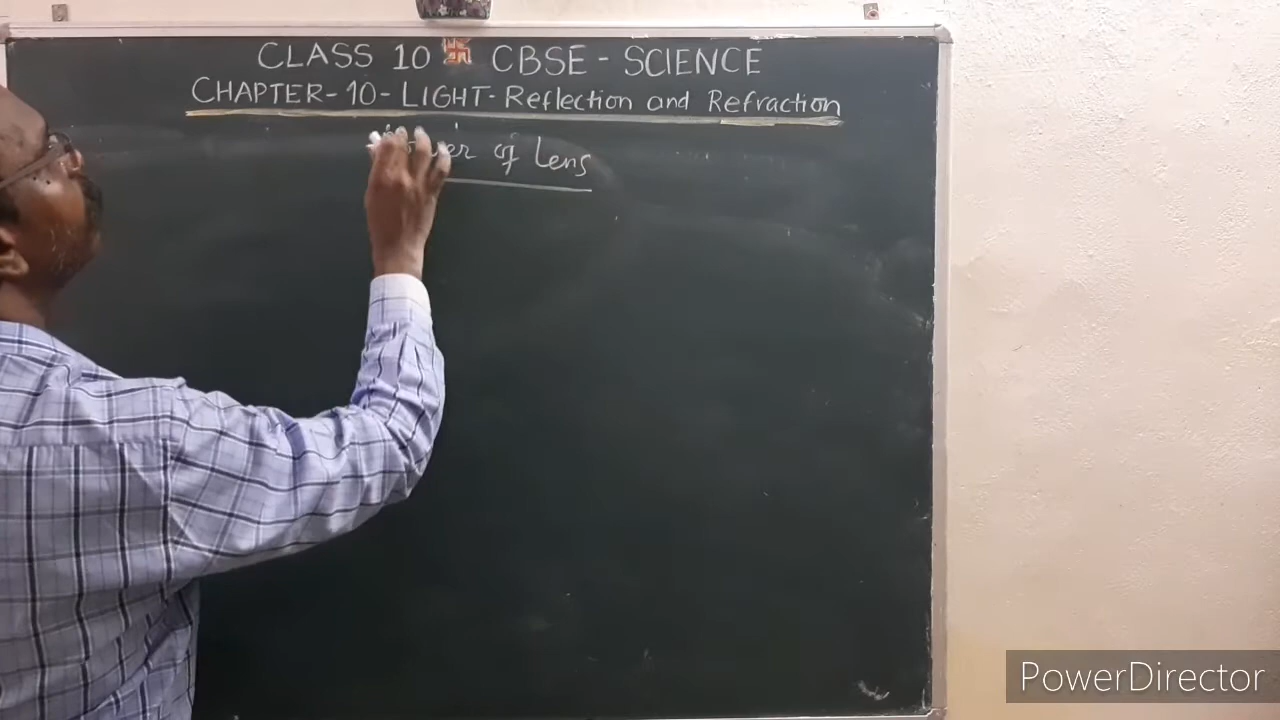 CLASS 10 卐 CBSE - SCIENCE
CHAPTER-10-LIGHT-Reflection and Refraction
of Lens
PowerDirector